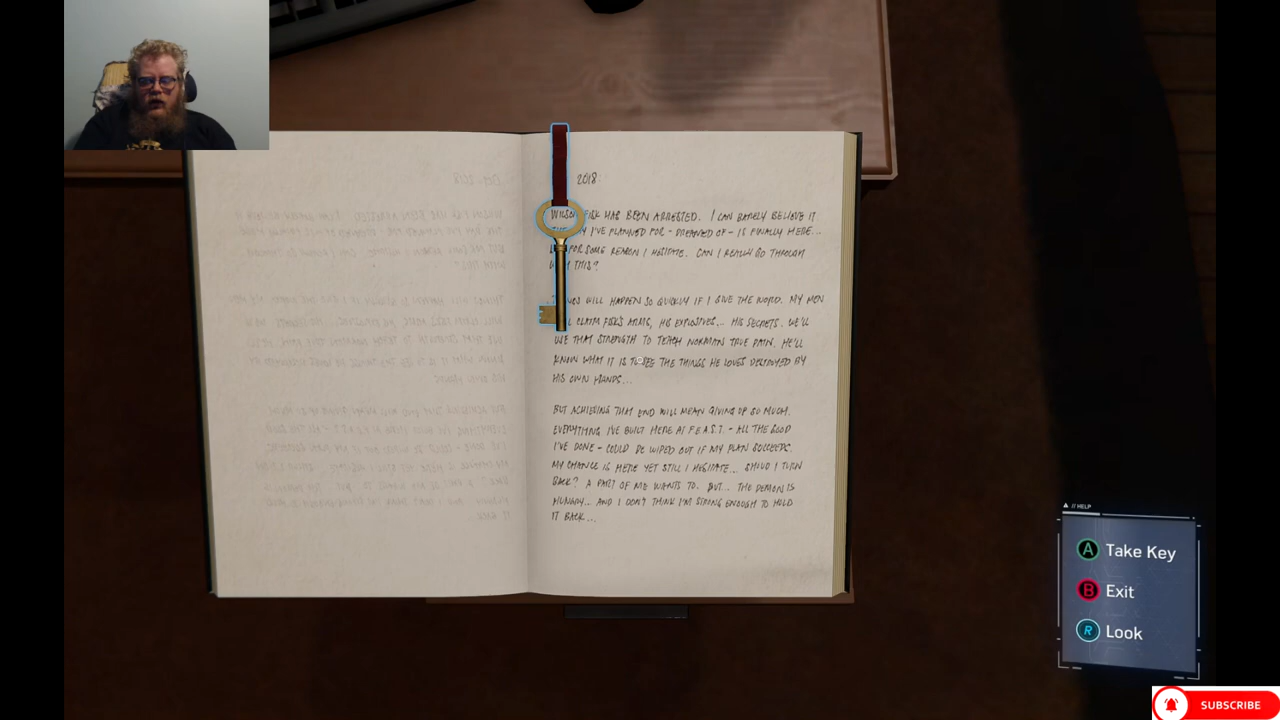 2018
WILSON FISK HAS BEEN ARRESTED. I CAN BARELY BELIEVE IT
I'VE PLANNED FOR - DREAMED OF - IS FINALLY HERE...
FOR SOME REASON I HESITATE. CAN I REALLY GO THROUGH
THIS?
WILL HAPPEN SO QUICKLY IF I GIVE THE WORD. MY MEN
CLAIM FISK'S ARMS, HIS EXPLOSIVES... HIS SECRETS. WE'LL
USE THAT STRENGTH TO TEACH NORMAN TRUE PAIN. HE'LL
KNOW WHAT IT IS TO SEE THE THINGS HE LOVES DESTROYED BY
HIS OWN HANDS...
BUT ACHIEVING THAT END WILL MEAN GIVING UP SO MUCH.
EVERYTHING I'VE BUILT HERE AT F.E.A.S.T. - ALL THE GOOD
I'VE DONE - COULD BE WIPED OUT IF MY PLAN SUCCEEDS.
MY CHANCE IS HERE YET STILL I HESITATE... SHOULD I TURN
BACK? A PART OF ME WANTS TO. BUT... THE DEMON IS
HUNGRY... AND I DON'T THINK I'M STRONG ENOUGH TO HOLD
IT BACK...
// HELP
A Take Key
B Exit
R Look
SUBSCRIBE